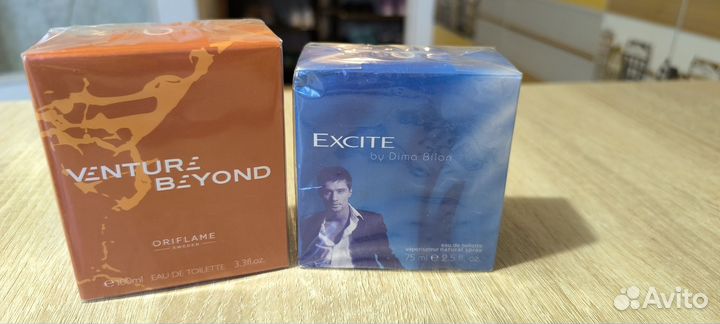 VENTURE
BEYOND
ORIFLAME
SWEDEN
℮100ml EAU DE TOILETTE 3.3fl.oz.
EXCITE
by Dima Bilan
eau de toilette
vaporisateur natural spray
75 ml ℮ 2.5 fl. oz.
Avito